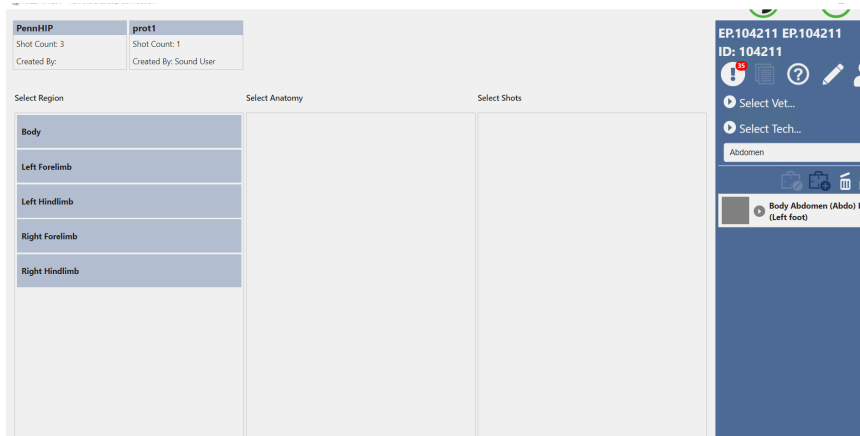 PennHIP
Shot Count: 3
Created By:
prot1
Shot Count: 1
Created By: Sound User
Select Region
Select Anatomy
Select Shots
Body
Left Forelimb
Left Hindlimb
Right Forelimb
Right Hindlimb
EP.104211 EP.104211
ID: 104211
35
Select Vet...
Select Tech...
Abdomen
Body Abdomen (Abdo)
(Left foot)